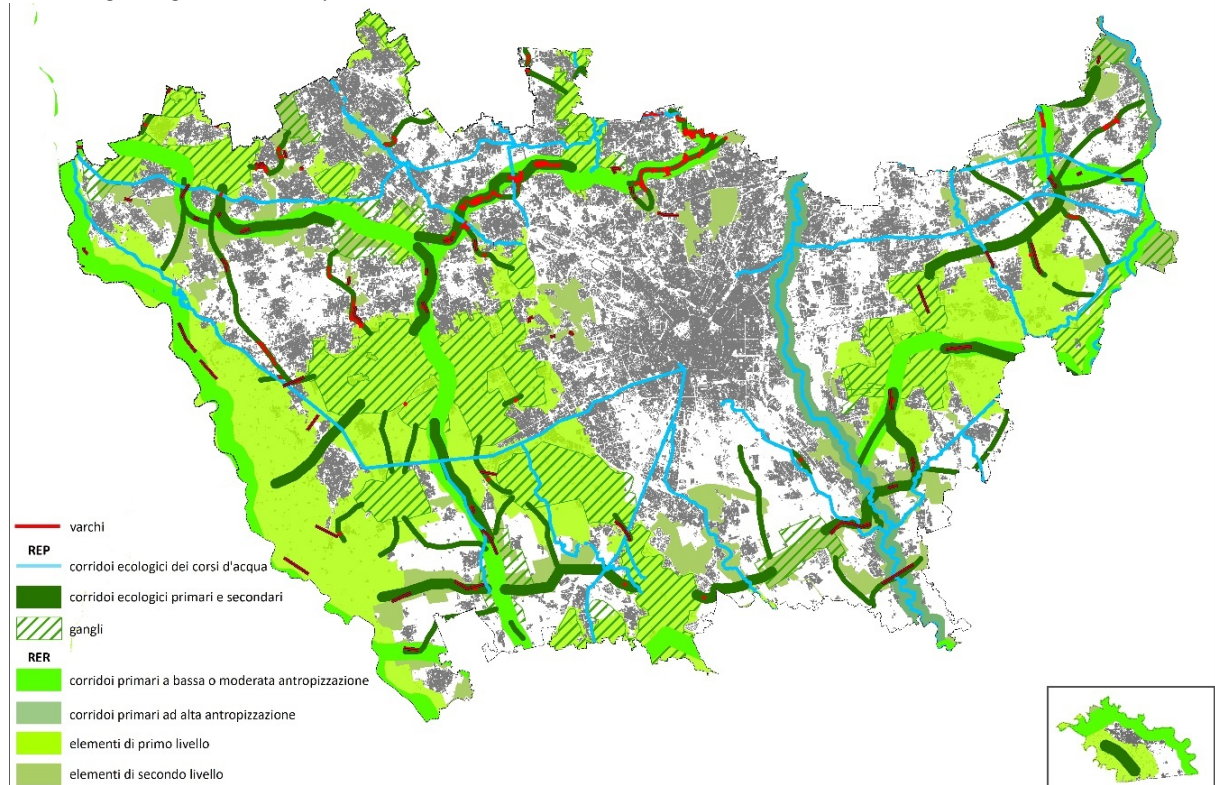 varchi
REP
corridoi ecologici dei corsi d'acqua
corridoi ecologici primari e secondari
gangli
RER
corridoi primari a bassa o moderata antropizzazione
corridoi primari ad alta antropizzazione
elementi di primo livello
elementi di secondo livello